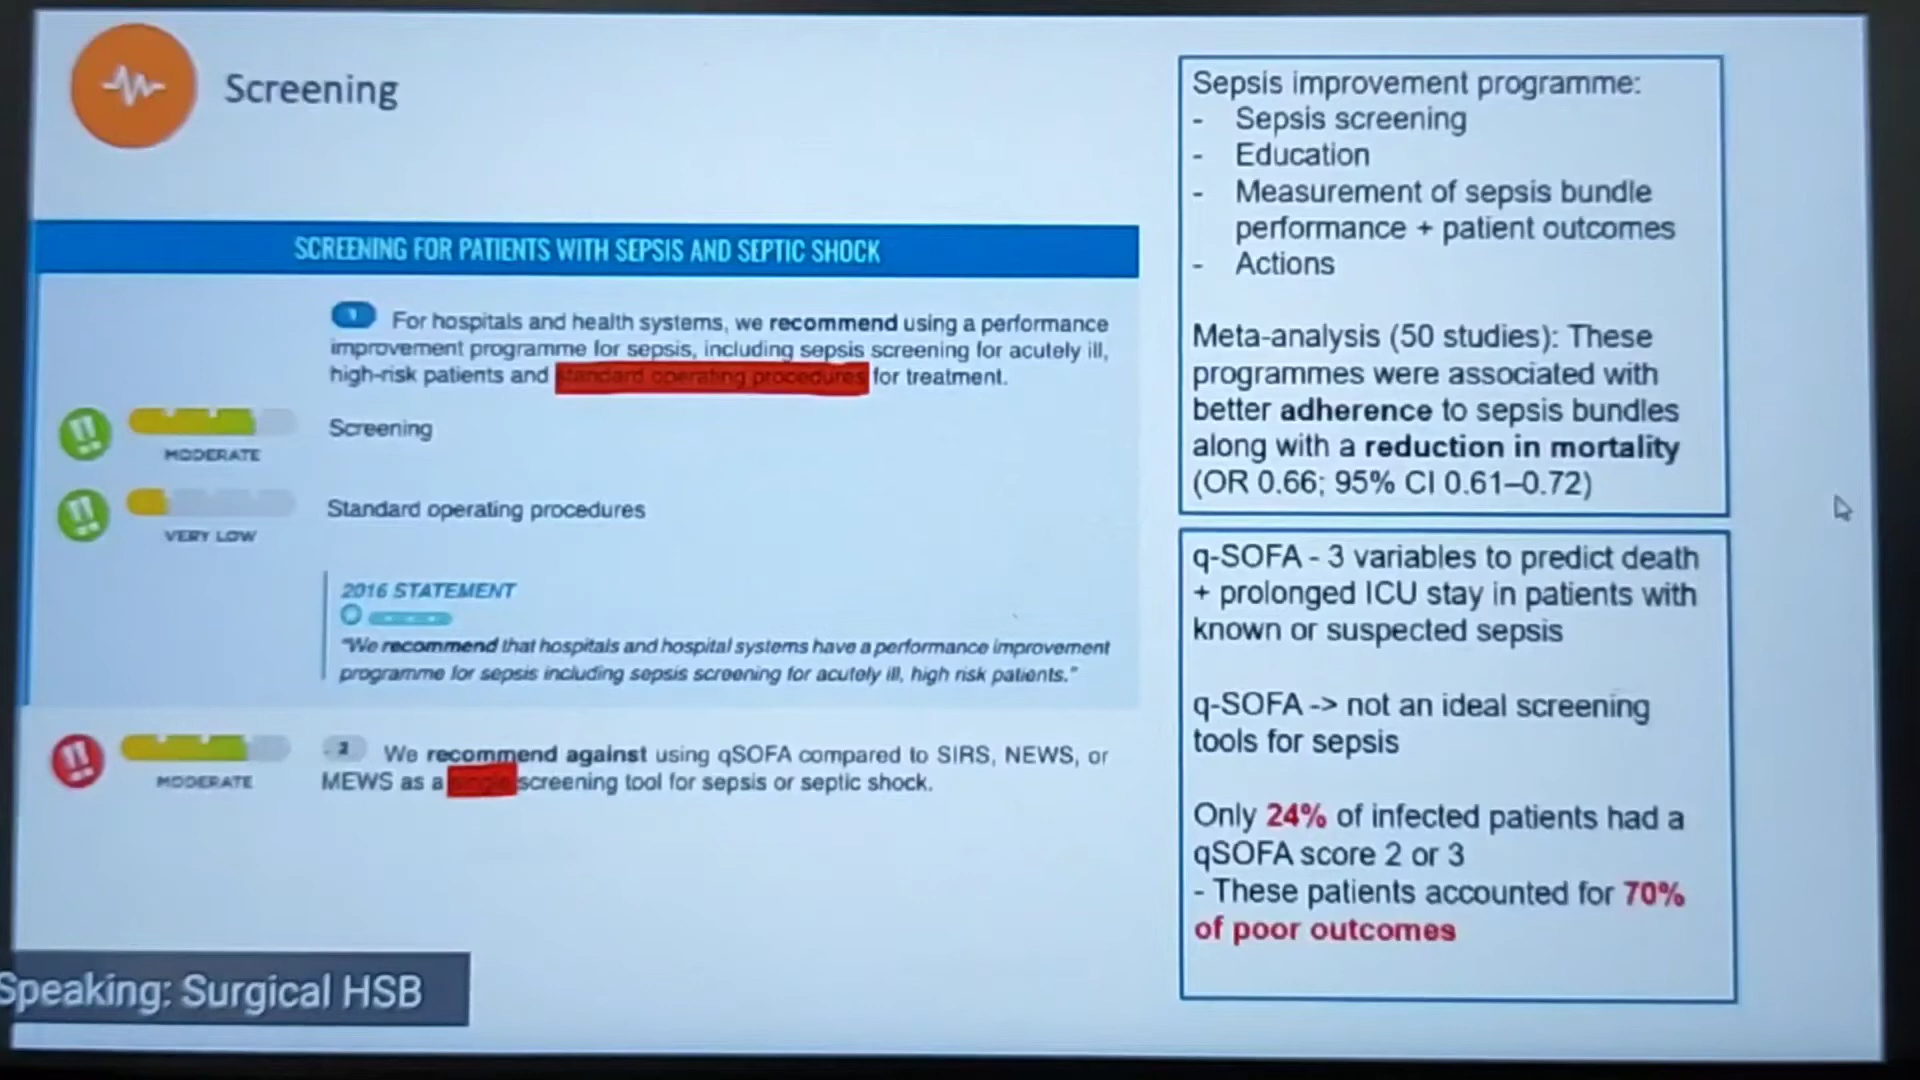 Screening
SCREENING FOR PATIENTS WITH SEPSIS AND SEPTIC SHOCK
1 For hospitals and health systems, we recommend using a performance
improvement programme for sepsis, including sepsis screening for acutely ill,
high-risk patients and standard operating procedures for treatment.
!!
MODERATE
Screening
!!
VERY LOW
Standard operating procedures
2016 STATEMENT
"We recommend that hospitals and hospital systems have a performance improvement
programme for sepsis including sepsis screening for acutely ill, high risk patients."
!!
MODERATE
2 We recommend against using qSOFA compared to SIRS, NEWS, or
MEWS as a single screening tool for sepsis or septic shock.
Sepsis improvement programme:
- Sepsis screening
- Education
- Measurement of sepsis bundle
performance + patient outcomes
- Actions
Meta-analysis (50 studies): These
programmes were associated with
better adherence to sepsis bundles
along with a reduction in mortality
(OR 0.66; 95% CI 0.61–0.72)
q-SOFA - 3 variables to predict death
+ prolonged ICU stay in patients with
known or suspected sepsis
q-SOFA -> not an ideal screening
tools for sepsis
Only 24% of infected patients had a
qSOFA score 2 or 3
- These patients accounted for 70%
of poor outcomes
Speaking: Surgical HSB